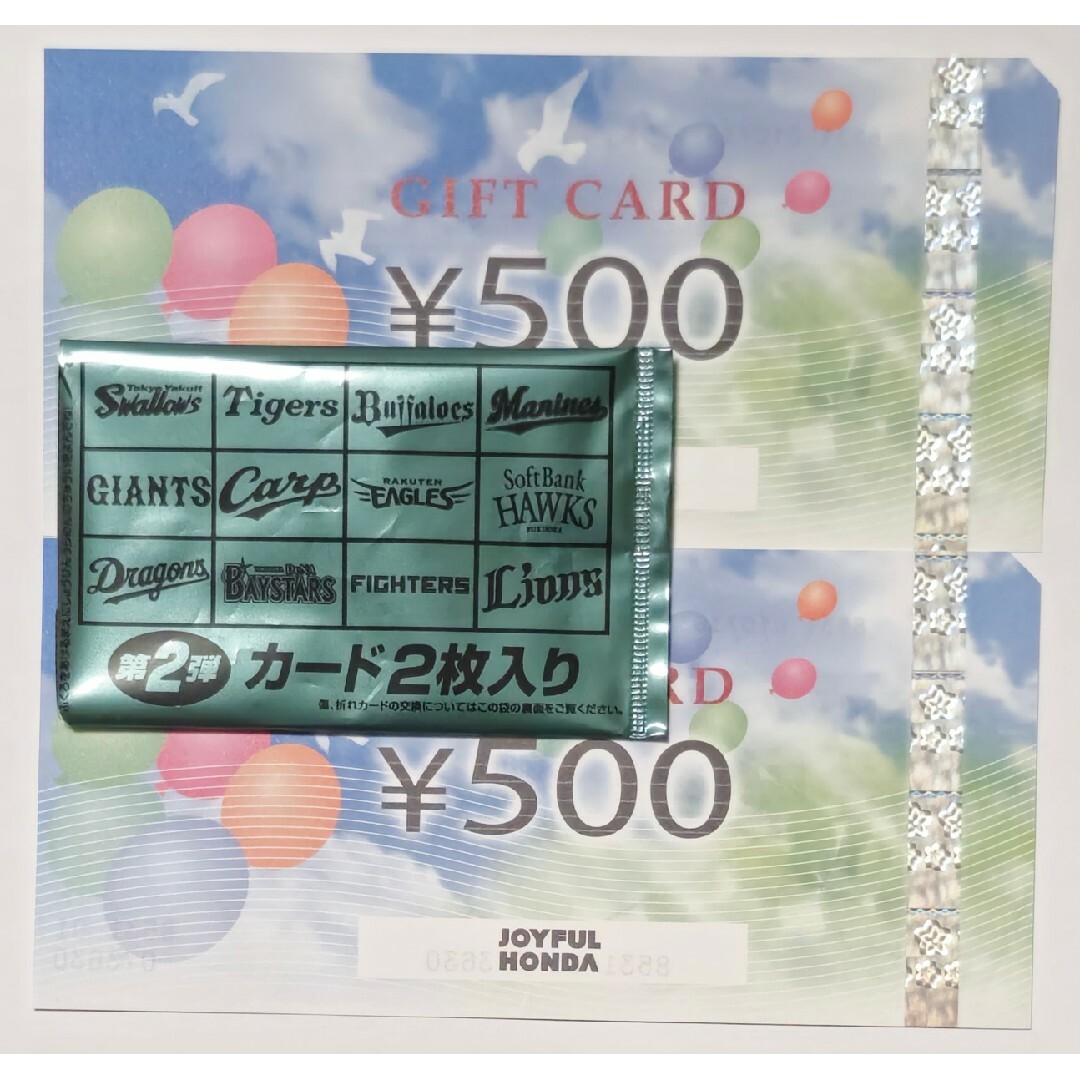 GIFT CARD
¥500
Tokyo Yakult
Swallows
Tigers
Buffaloes
Marines
GIANTS
Carp
RAKUTEN
EAGLES
SoftBank
HAWKS
Dragons
DeNA
BAYSTARS
FIGHTERS
Lions
第2弾 カード2枚入り
傷、折れカードの交換についてはこの袋の裏面をご覧ください。
RD
¥500
JOYFUL
HONDA